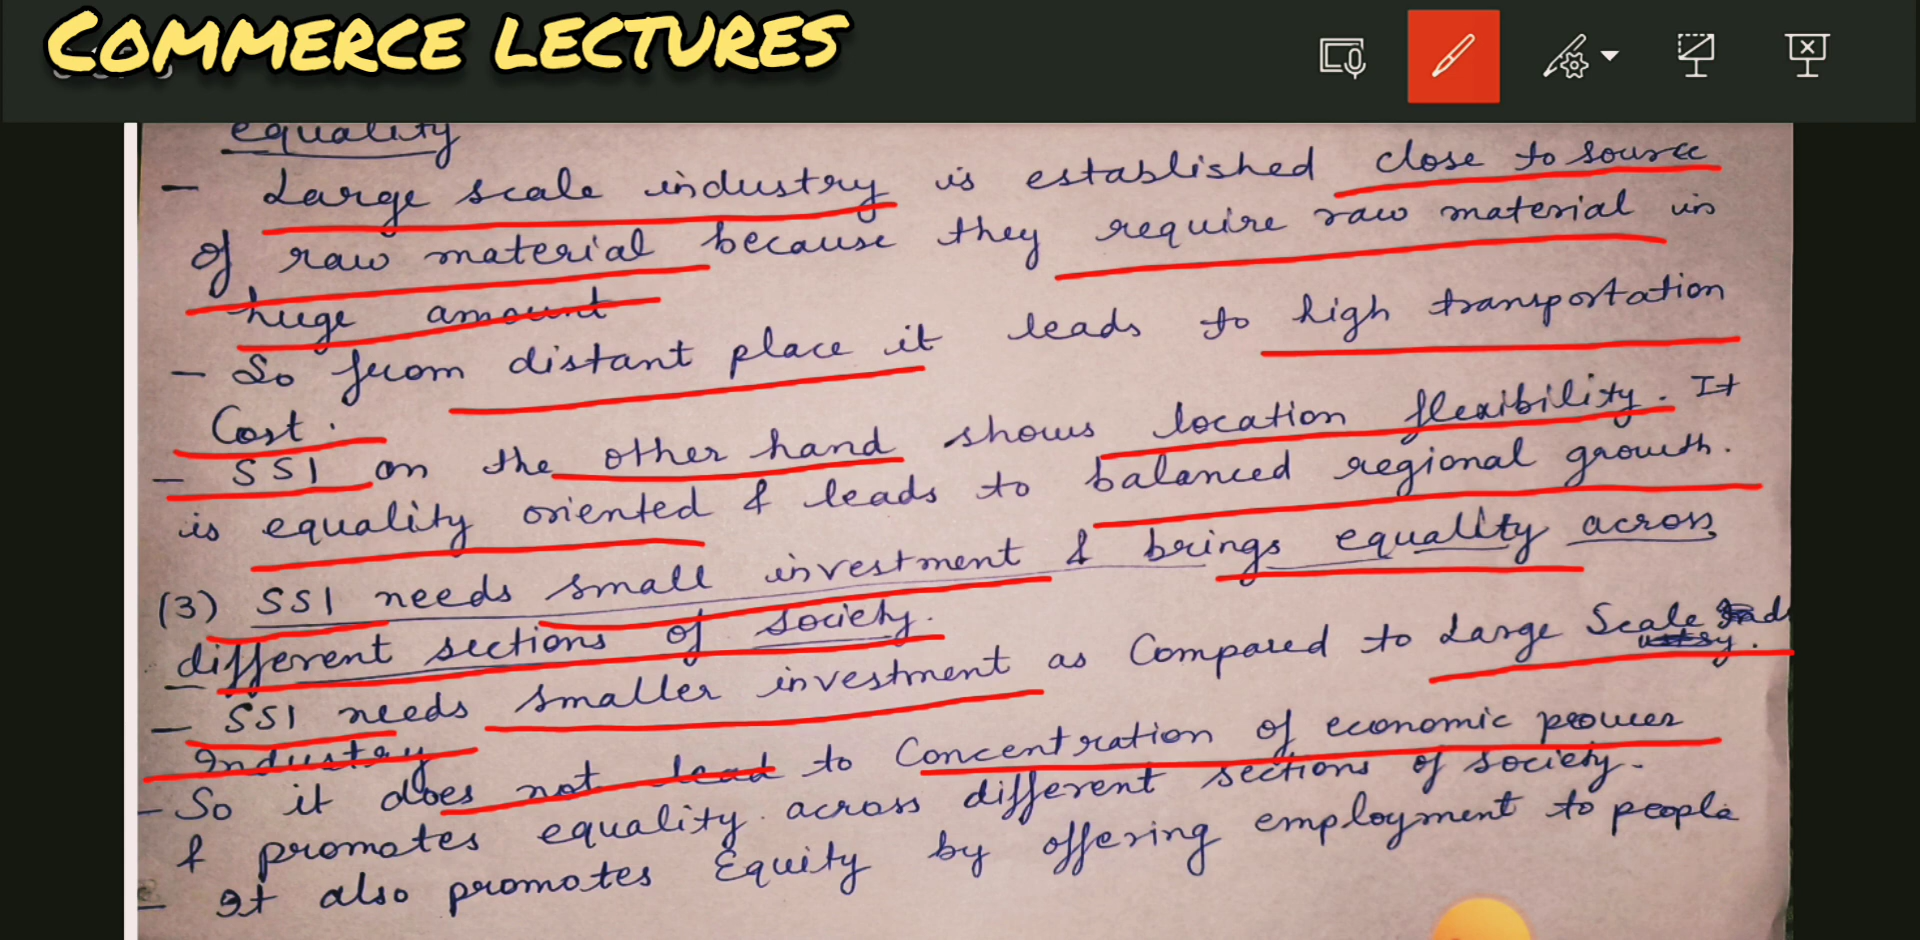 COMMERCE LECTURES
equality
- Large scale industry is established close to source
of raw material because they require raw material in
huge amount
- So from distant place it leads to high transportation
Cost.
- SSI on the other hand shows location flexibility. It
is equality oriented & leads to balanced regional growth.
(3) SSI needs small investment & brings equality across
different sections of society.
- SSI needs smaller investment as Compared to Large Scale
Industry
- So it does not lead to Concentration of economic power
& promotes equality across different sections of society.
- It also promotes Equity by offering employment to people